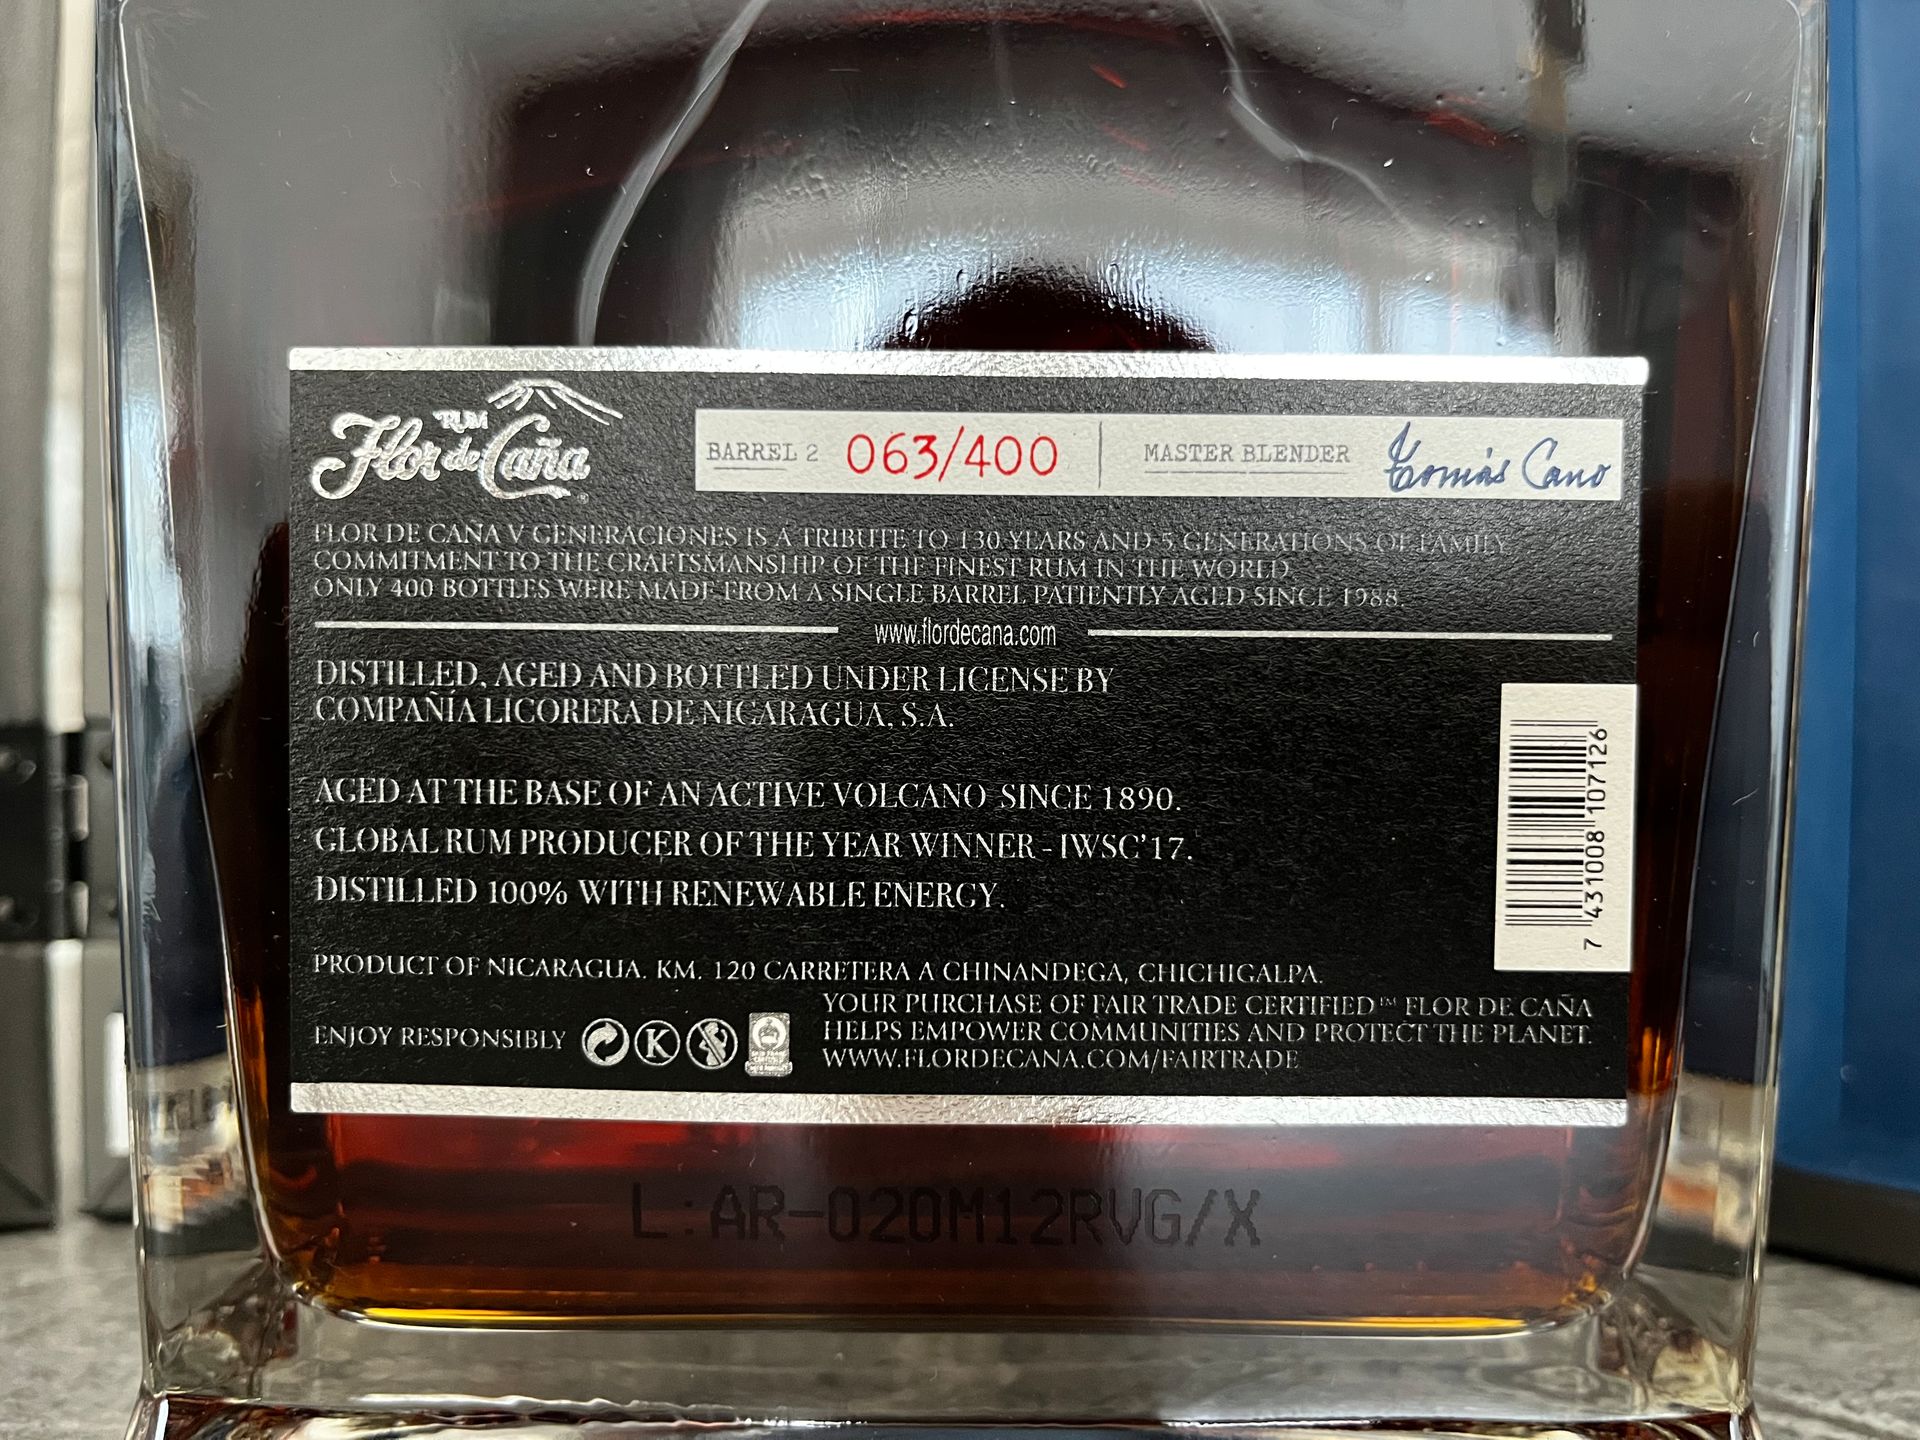 RUM
Flor de Caña
BARREL 2 063/400 MASTER BLENDER Tomás Cano
FLOR DE CAÑA V GENERACIONES IS A TRIBUTE TO 130 YEARS AND 5 GENERATIONS OF FAMILY
COMMITMENT TO THE CRAFTSMANSHIP OF THE FINEST RUM IN THE WORLD.
ONLY 400 BOTTLES WERE MADE FROM A SINGLE BARREL PATIENTLY AGED SINCE 1988.
www.flordecana.com
DISTILLED, AGED AND BOTTLED UNDER LICENSE BY
COMPAÑÍA LICORERA DE NICARAGUA, S.A.
AGED AT THE BASE OF AN ACTIVE VOLCANO SINCE 1890.
GLOBAL RUM PRODUCER OF THE YEAR WINNER - IWSC'17.
DISTILLED 100% WITH RENEWABLE ENERGY.
7 431008 107126
PRODUCT OF NICARAGUA. KM. 120 CARRETERA A CHINANDEGA, CHICHIGALPA.
ENJOY RESPONSIBLY K
YOUR PURCHASE OF FAIR TRADE CERTIFIED™ FLOR DE CAÑA
HELPS EMPOWER COMMUNITIES AND PROTECT THE PLANET.
WWW.FLORDECANA.COM/FAIRTRADE
L:AR-020M12RVG/X